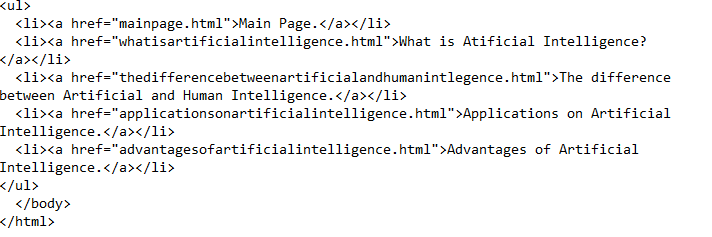 <ul>
  <li><a href="mainpage.html">Main Page.</a></li>
  <li><a href="whatisartificialintelligence.html">What is Atificial Intelligence?
</a></li>
  <li><a href="thedifferencebetweenartificialandhumanintlegence.html">The difference
between Artificial and Human Intelligence.</a></li>
  <li><a href="applicationsonartificialintelligence.html">Applications on Artificial
Intelligence.</a></li>
  <li><a href="advantagesofartificialintelligence.html">Advantages of Artificial
Intelligence.</a></li>
</ul>
  </body>
</html>